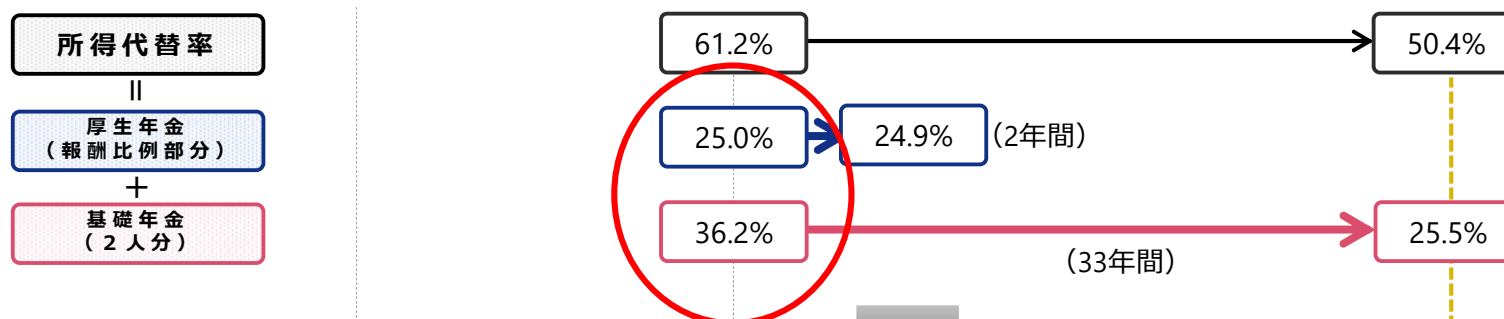 所得代替率
61.2%
50.4%
=
厚生年金
(報酬比例部分)
25.0%
24.9%
(2年間)
+
基礎年金
(2人分)
36.2%
25.5%
(33年間)